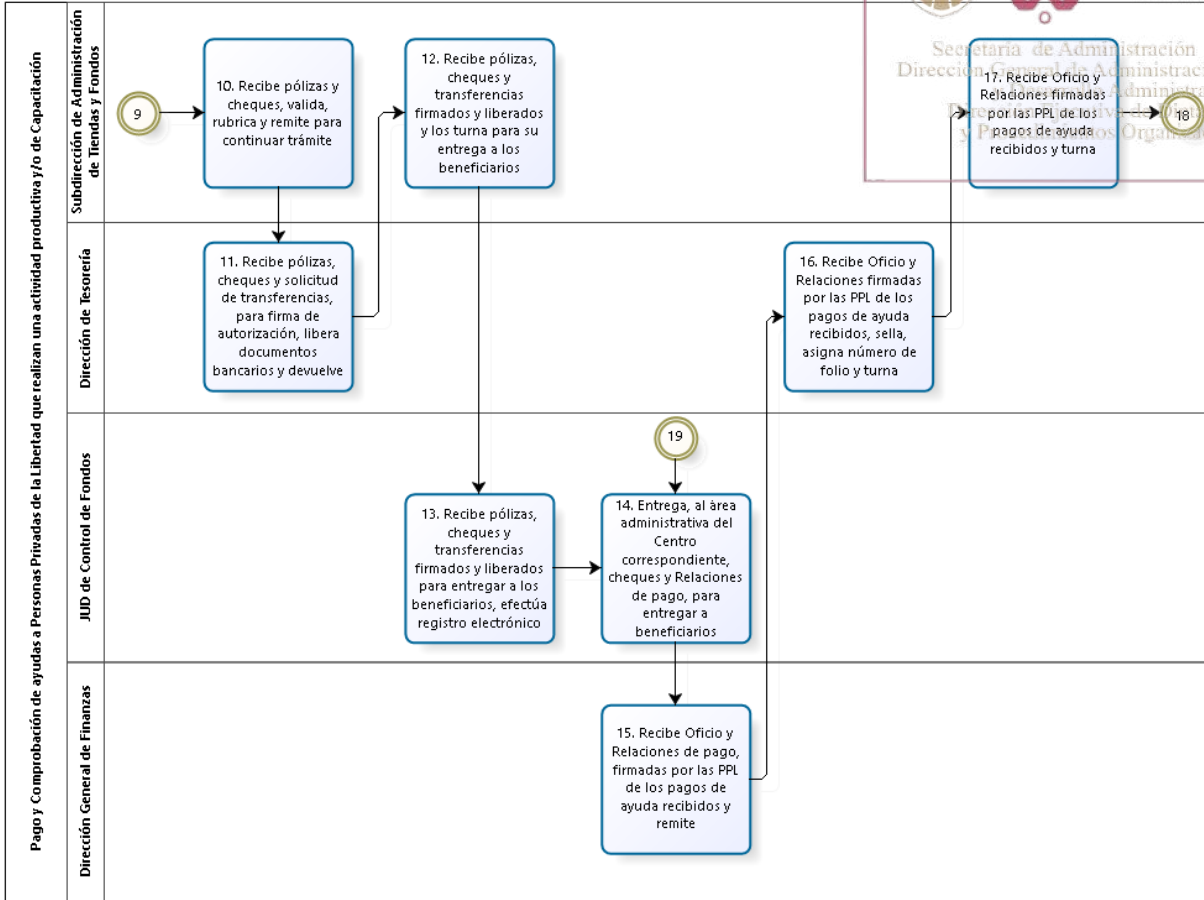 Pago y Comprobación de ayudas a Personas Privadas de la Libertad que realizan una actividad productiva y/o de Capacitación
Subdirección de Administración
de Tiendas y Fondos
9
10. Recibe pólizas y
cheques, valida,
rubrica y remite para
continuar trámite
12. Recibe pólizas,
cheques y
transferencias
firmados y liberados
y los turna para su
entrega a los
beneficiarios
Secretaría de Administración
Dirección General de Administrac
17. Recibe Oficio y
Relaciones firmadas
por las PPL de los
pagos de ayuda
recibidos y turna
18
Dirección de Tesorería
11. Recibe pólizas,
cheques y solicitud
de transferencias,
para firma de
autorización, libera
documentos
bancarios y devuelve
16. Recibe Oficio y
Relaciones firmadas
por las PPL de los
pagos de ayuda
recibidos, sella,
asigna número de
folio y turna
JUD de Control de Fondos
19
13. Recibe pólizas,
cheques y
transferencias
firmados y liberados
para entregar a los
beneficiarios, efectúa
registro electrónico
14. Entrega, al área
administrativa del
Centro
correspondiente,
cheques y Relaciones
de pago, para
entregar a
beneficiarios
Dirección General de Finanzas
15. Recibe Oficio y
Relaciones de pago,
firmadas por las PPL
de los pagos de
ayuda recibidos y
remite